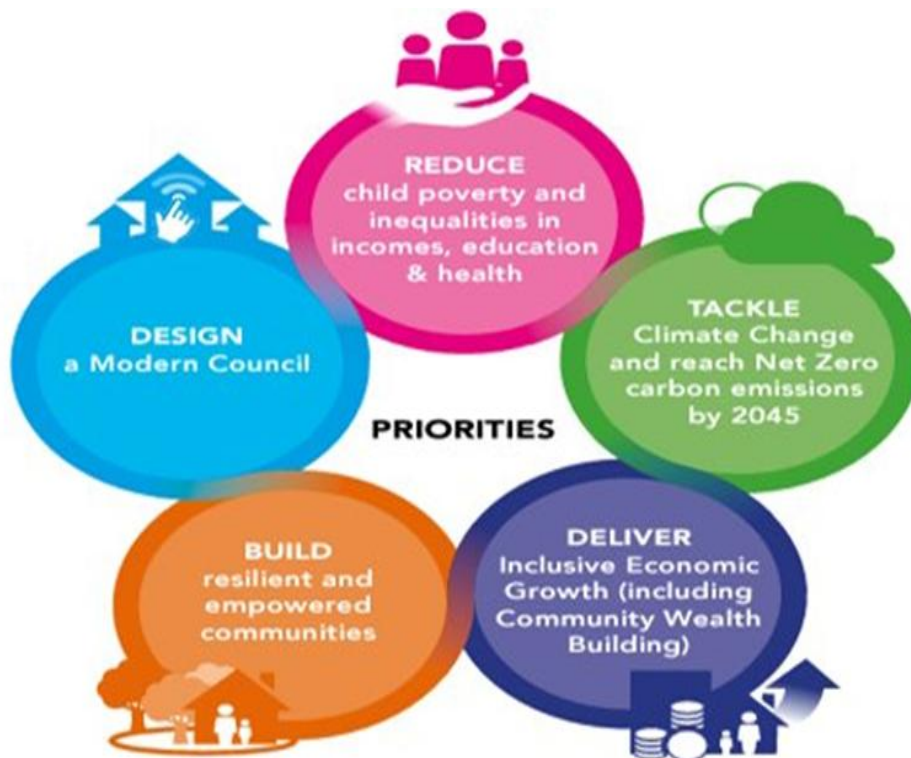 REDUCE
child poverty and
inequalities in
incomes, education
& health
TACKLE
Climate Change
and reach Net Zero
carbon emissions
by 2045
DELIVER
Inclusive Economic
Growth (including
Community Wealth
Building)
BUILD
resilient and
empowered
communities
DESIGN
a Modern Council
PRIORITIES